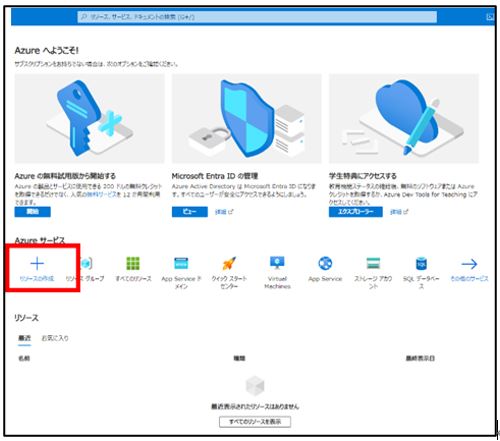 リソース、サービス、ドキュメントの検索 (G+/)
Azure へようこそ!
サブスクリプションをお持ちでない場合は、次のオプションをご確認ください。
Azure の無料試用版から開始する
Azure の製品とサービスに使用できる 200 ドルの無料クレジットを取得できるだけでなく、人気の無料サービスを 12 か月間利用できます。
開始
Microsoft Entra ID の管理
Azure Active Directory は Microsoft Entra ID になります。すべてのユーザーが安全にアクセスできるようにしましょう。
ビュー
詳細
学生特典にアクセスする
教育機関ステータスの確認後、無料のソフトウェアまたは Azure クレジットを取得するか、Azure Dev Tools for Teaching にアクセスしてください。
エクスプローラー
詳細
Azure サービス
リソースの作成
リソース グループ
すべてのリソース
App Service ドメイン
クイック スタート センター
Virtual Machines
App Service
ストレージ アカウント
SQL データベース
その他のサービス
リソース
最近
お気に入り
名前
種類
最終表示日
最近表示されたリソースはありません
すべてのリソースを表示